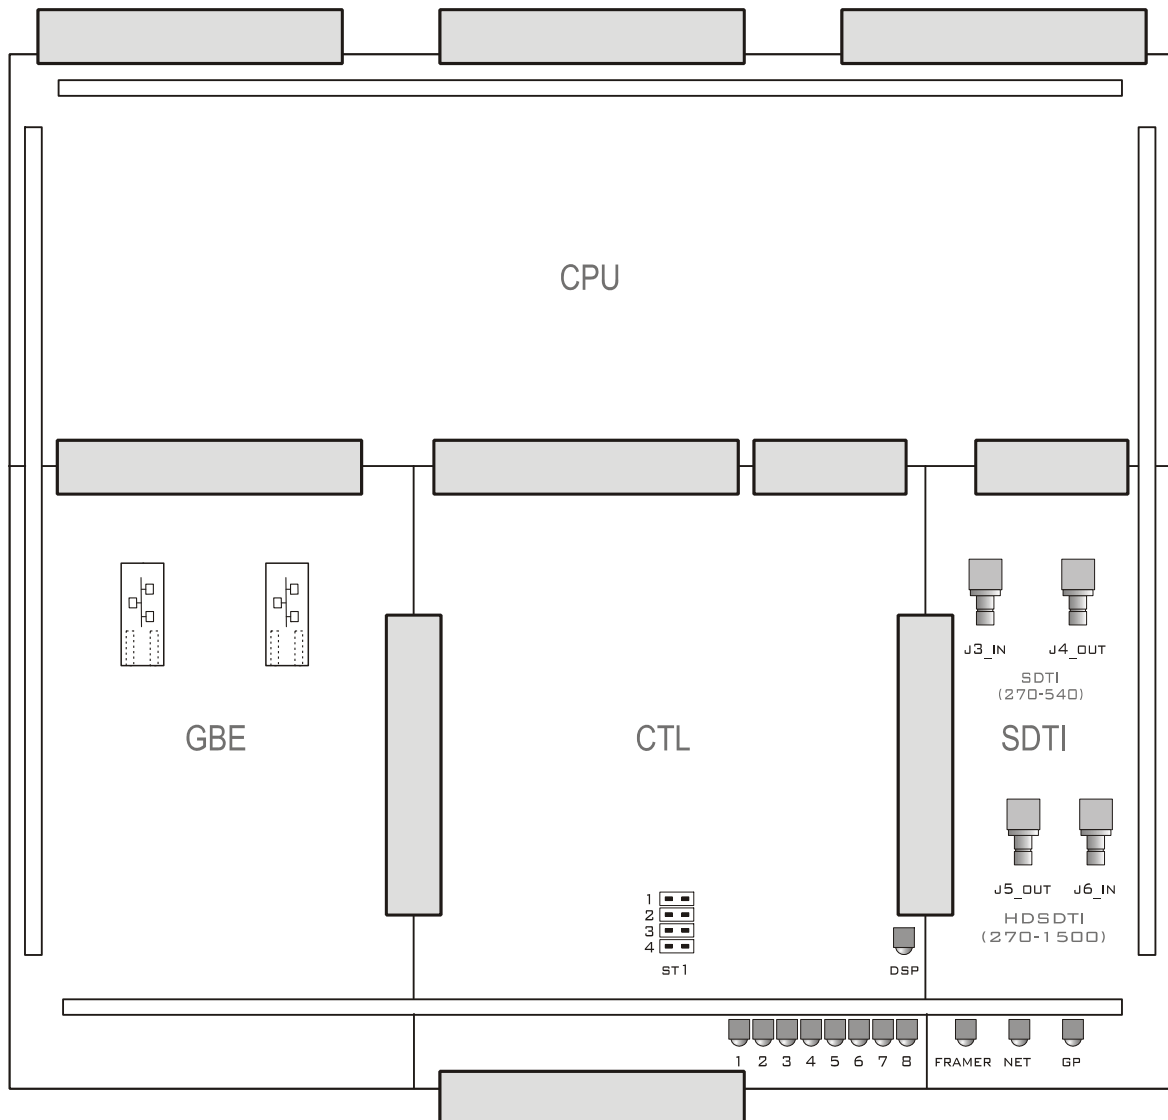 CPU
J3_IN J4_OUT
SDTI
(270-540)
GBE CTL SDTI
J5_OUT J6_IN
HDSDTI
(270-1500)
1
2
3
4
ST1
DSP
1 2 3 4 5 6 7 8 FRAMER NET GP